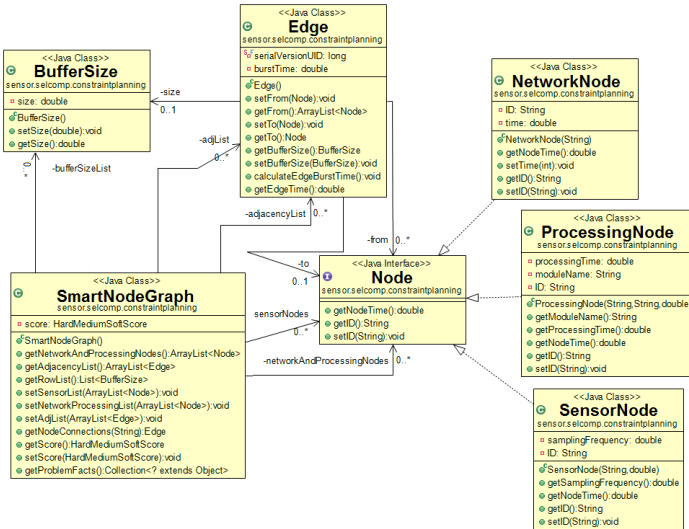 <<Java Class>>
Edge
sensor.selcomp.constraintplanning
serialVersionUID: long
burstTime: double
Edge()
setFrom(Node):void
getFrom():ArrayList<Node>
setTo(Node):void
getTo():Node
getBufferSize():BufferSize
setBufferSize(BufferSize):void
calculateEdgeBurstTime():void
getEdgeTime():double
<<Java Class>>
BufferSize
sensor.selcomp.constraintplanning
size: double
BufferSize()
setSize(double):void
getSize():double
-size
0..1
-adjList
0..*
-bufferSizeList
-adjacencyList
0..*
-from
0..*
-to
0..1
<<Java Class>>
NetworkNode
sensor.selcomp.constraintplanning
ID: String
time: double
NetworkNode(String)
getNodeTime():double
setTime(int):void
getID():String
setID(String):void
<<Java Class>>
ProcessingNode
sensor.selcomp.constraintplanning
processingTime: double
moduleName: String
ID: String
ProcessingNode(String,String,double
getModuleName():String
getProcessingTime():double
getNodeTime():double
getID():String
setID(String):void
<<Java Interface>>
Node
sensor.selcomp.constraintplanning
getNodeTime():double
getID():String
setID(String):void
<<Java Class>>
SmartNodeGraph
sensor.selcomp.constraintplanning
score: HardMediumSoftScore
SmartNodeGraph()
getNetworkAndProcessingNodes():ArrayList<Node>
getAdjacencyList():ArrayList<Edge>
getRowList():List<BufferSize>
setSensorList(ArrayList<Node>):void
setNetworkProcessingList(ArrayList<Node>):void
setAdjList(ArrayList<Edge>):void
getNodeConnections(String):Edge
getScore():HardMediumSoftScore
setScore(HardMediumSoftScore):void
getProblemFacts():Collection<? extends Object>
sensorNodes
0..*
-networkAndProcessingNodes
0..*
<<Java Class>>
SensorNode
sensor.selcomp.constraintplanning
samplingFrequency: double
ID: String
SensorNode(String,double)
getSamplingFrequency():double
getNodeTime():double
getID():String
setID(String):void